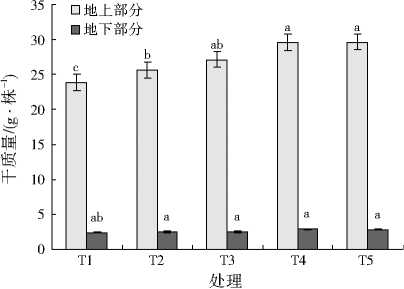 35
30
25
20
15
10
5
0
干质量/(g·株⁻¹)
地上部分
地下部分
c
b
ab
a
a
ab
a
a
a
a
T1 T2 T3 T4 T5
处理